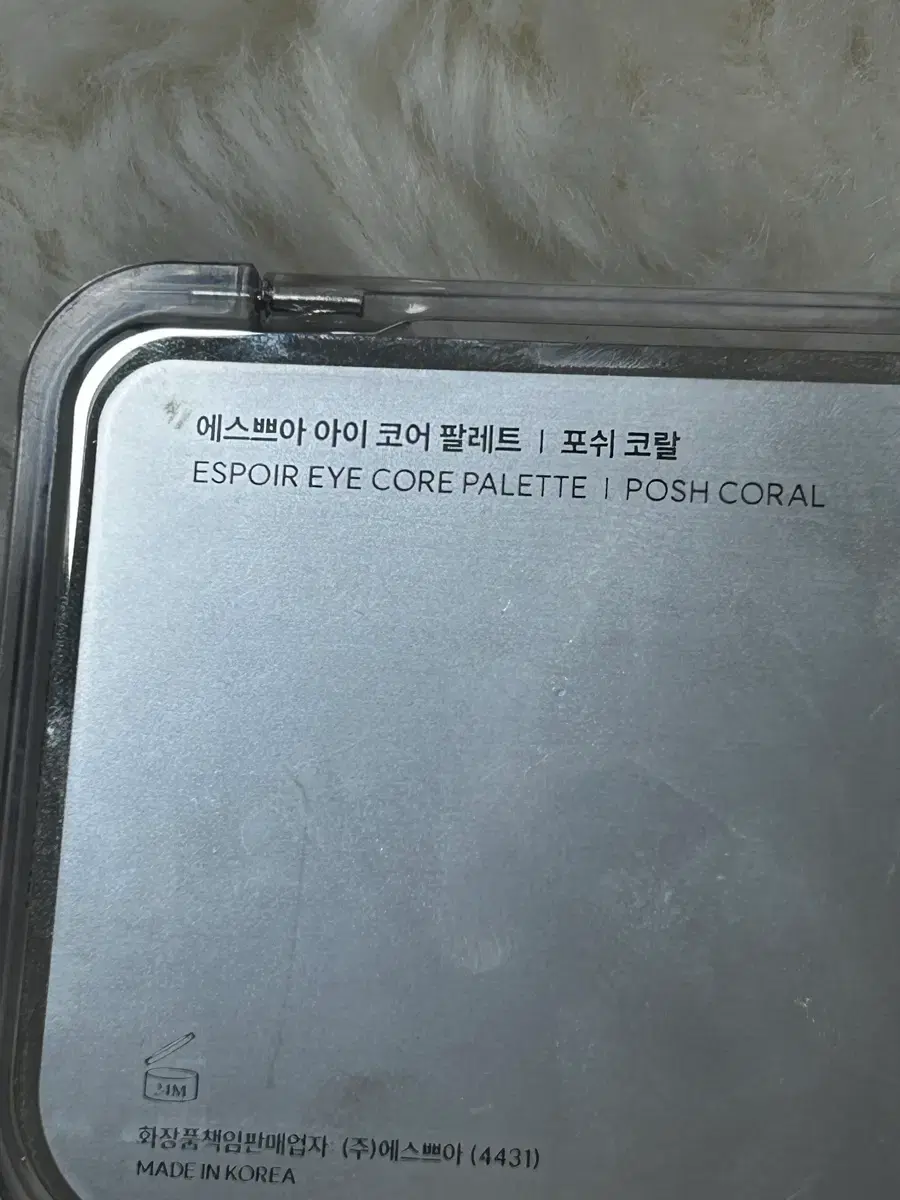 에스쁘아 아이 코어 팔레트 | 포쉬 코랄
ESPOIR EYE CORE PALETTE | POSH CORAL
24M
화장품책임판매업자 (주)에스쁘아 (4431)
MADE IN KOREA